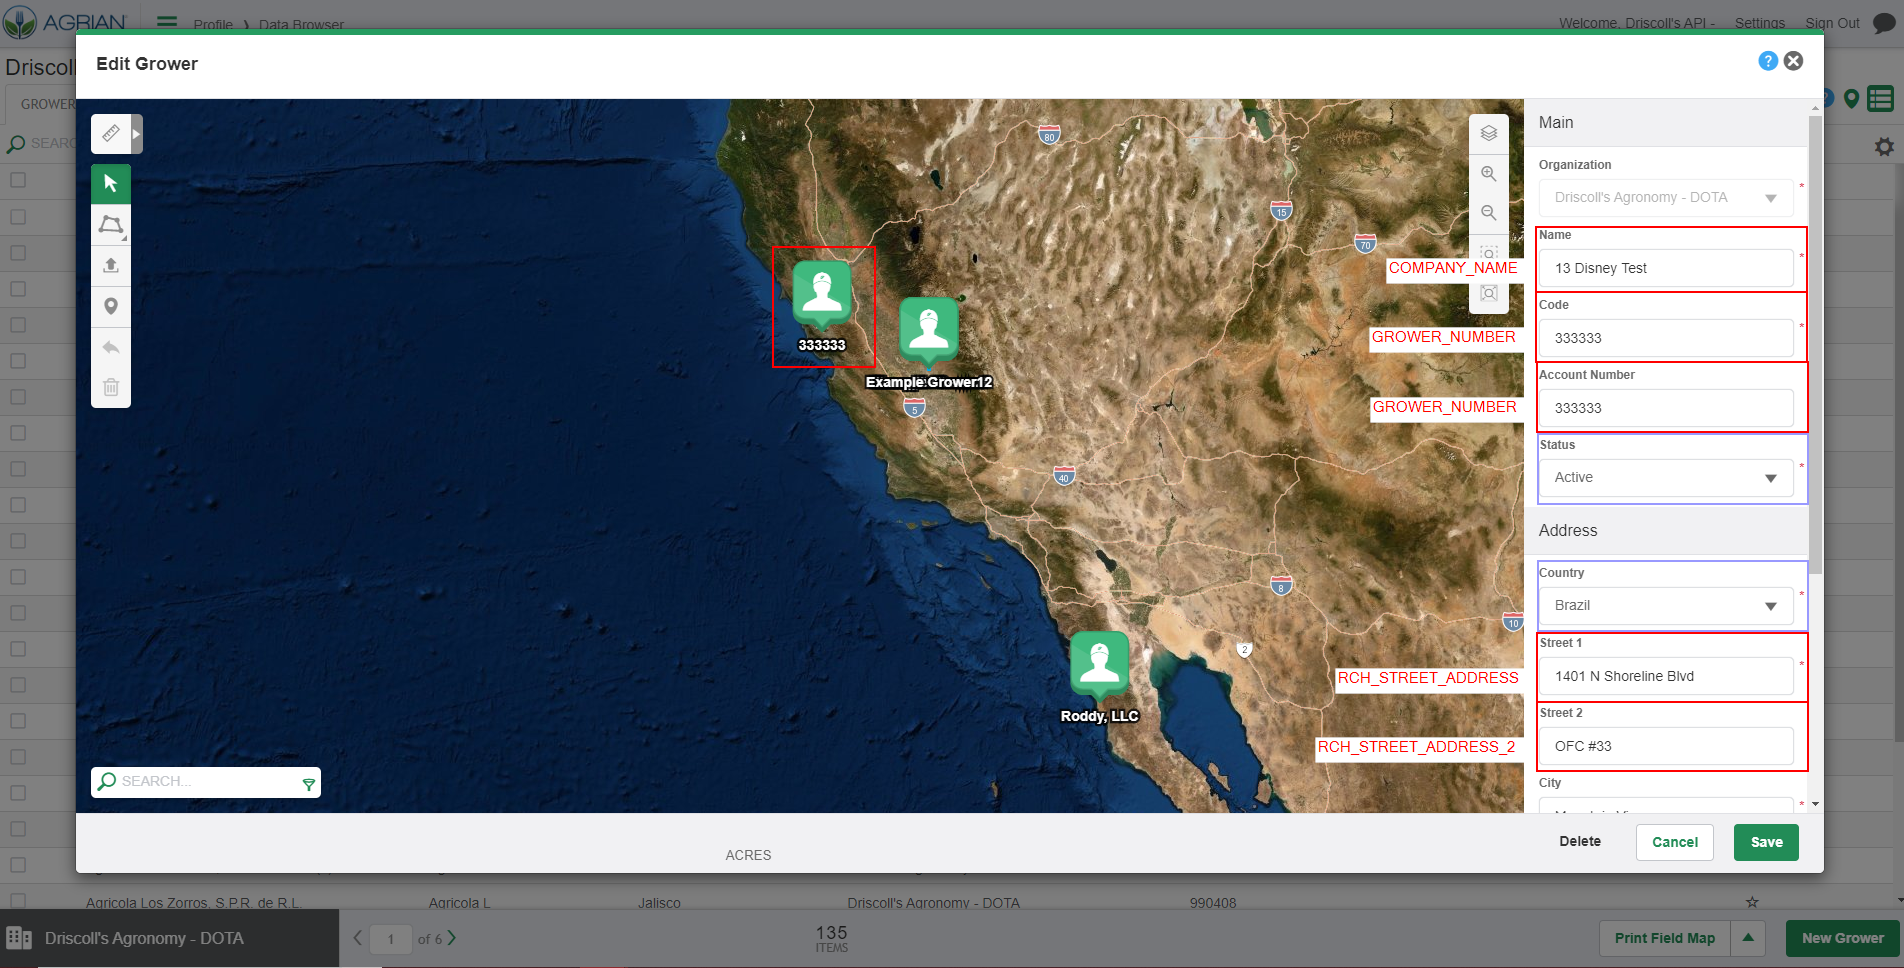 AGRIAN
Profile
Data Browser
Welcome, Driscoll's API -
Settings
Sign Out
Driscoll
GROWER
SEARC
Edit Grower
?
80
15
70
5
40
8
10
2
333333
Example Grower12
Roddy, LLC
COMPANY_NAME
GROWER_NUMBER
GROWER_NUMBER
RCH_STREET_ADDRESS
RCH_STREET_ADDRESS_2
SEARCH...
Main
Organization
Driscoll's Agronomy - DOTA
*
Name
13 Disney Test
*
Code
333333
*
Account Number
333333
Status
Active
*
Address
Country
Brazil
*
Street 1
1401 N Shoreline Blvd
*
Street 2
OFC #33
City
*
ACRES
Delete
Cancel
Save
Agricola Los Zorros, S.P.R. de R.L.
Agricola L
Jalisco
Driscoll's Agronomy - DOTA
990408
Driscoll's Agronomy - DOTA
1
of 6
135
ITEMS
Print Field Map
New Grower